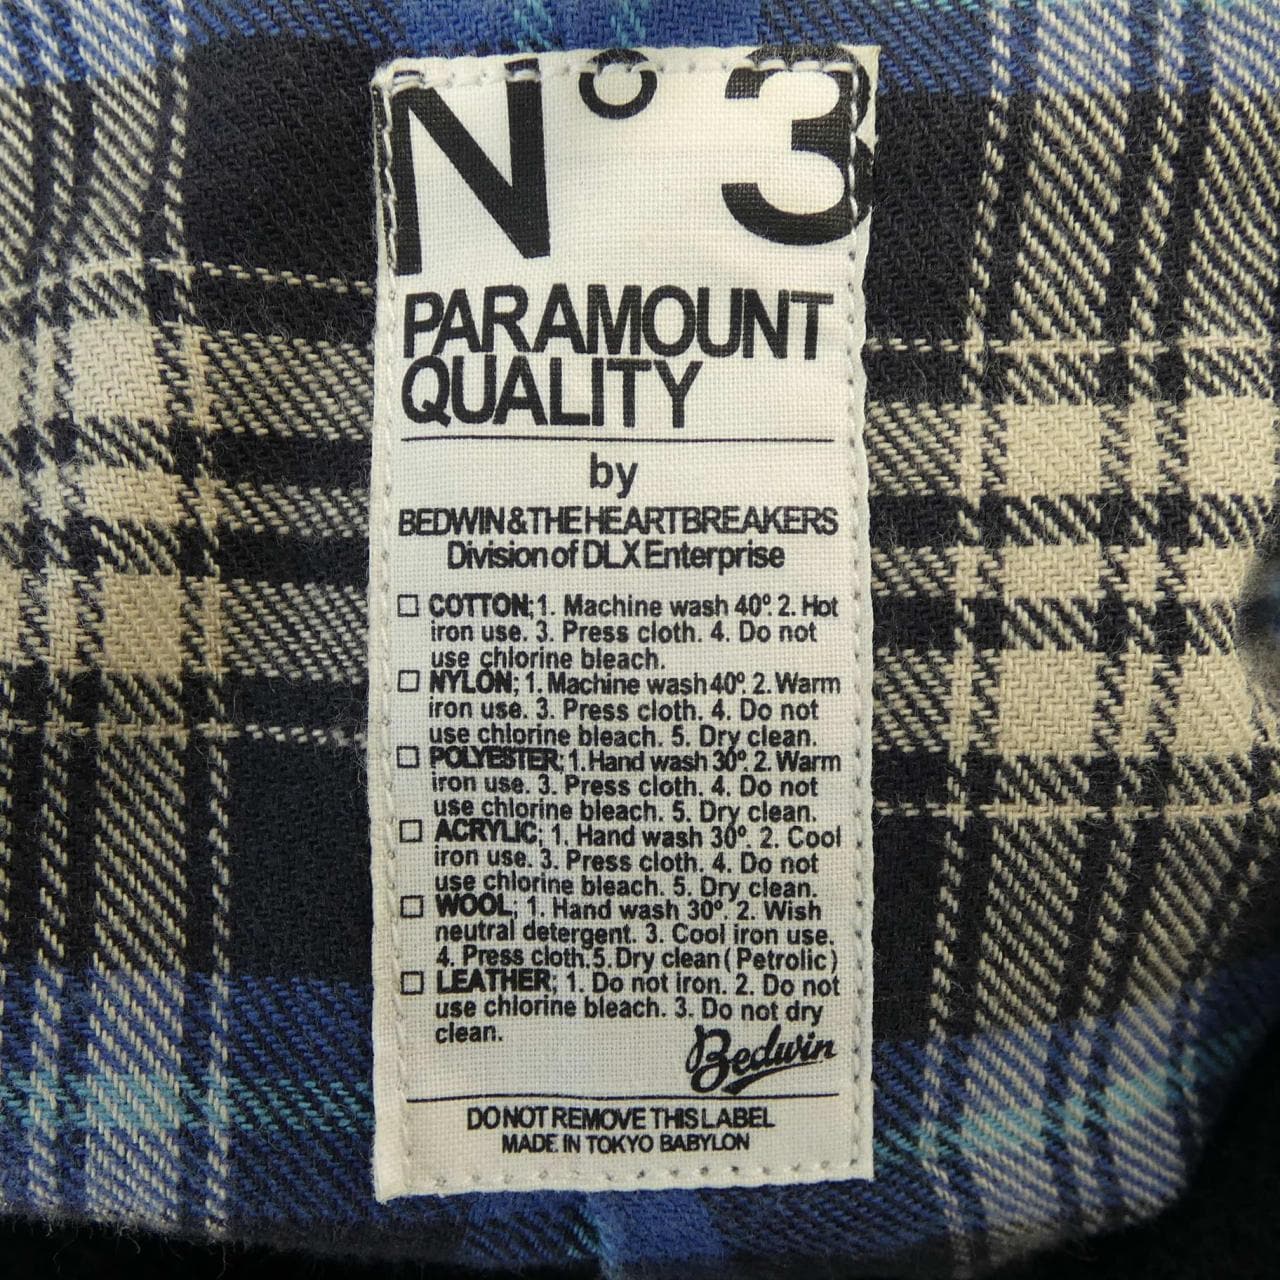 N° 3
PARAMOUNT
QUALITY
by
BEDWIN & THE HEARTBREAKERS
Division of DLX Enterprise
☐ COTTON; 1. Machine wash 40°. 2. Hot
iron use. 3. Press cloth. 4. Do not
use chlorine bleach.
☐ NYLON; 1. Machine wash 40°. 2. Warm
iron use. 3. Press cloth. 4. Do not
use chlorine bleach. 5. Dry clean.
☐ POLYESTER; 1. Hand wash 30°. 2. Warm
iron use. 3. Press cloth. 4. Do not
use chlorine bleach. 5. Dry clean.
☐ ACRYLIC; 1. Hand wash 30°. 2. Cool
iron use. 3. Press cloth. 4. Do not
use chlorine bleach. 5. Dry clean.
☐ WOOL; 1. Hand wash 30°. 2. Wish
neutral detergent. 3. Cool iron use.
4. Press cloth. 5. Dry clean ( Petrolic )
☐ LEATHER; 1. Do not iron. 2. Do not
use chlorine bleach. 3. Do not dry
clean.
Bedwin
DO NOT REMOVE THIS LABEL
MADE IN TOKYO BABYLON